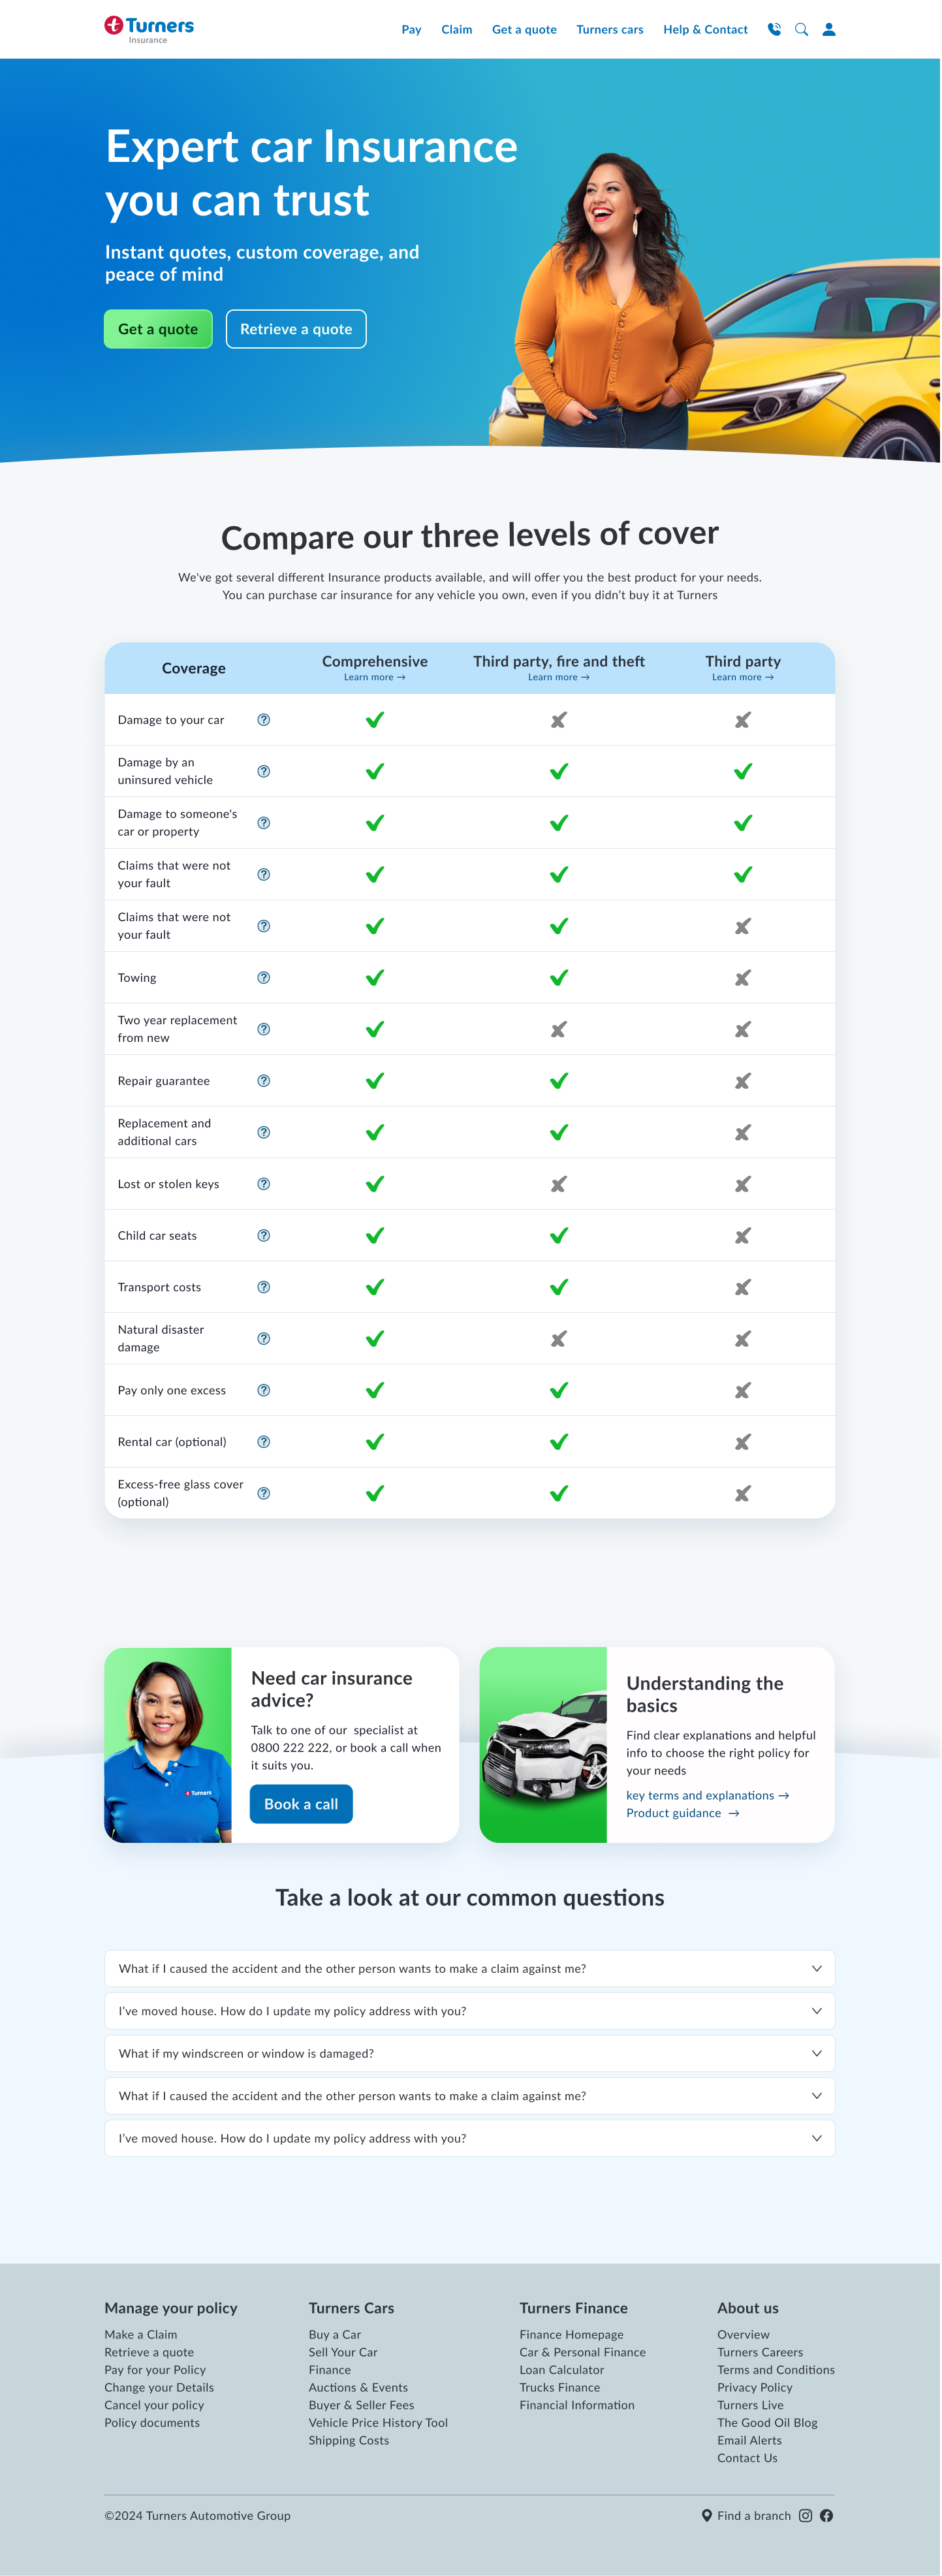 Turners
Insurance
Pay
Claim
Get a quote
Turners cars
Help & Contact
Expert car Insurance
you can trust
Instant quotes, custom coverage, and
peace of mind
Get a quote
Retrieve a quote
Compare our three levels of cover
We've got several different Insurance products available, and will offer you the best product for your needs.
You can purchase car insurance for any vehicle you own, even if you didn't buy it at Turners
Coverage
Comprehensive
Learn more →
Third party, fire and theft
Learn more →
Third party
Learn more →
Damage to your car
Damage by an
uninsured vehicle
Damage to someone's
car or property
Claims that were not
your fault
Claims that were not
your fault
Towing
Two year replacement
from new
Repair guarantee
Replacement and
additional cars
Lost or stolen keys
Child car seats
Transport costs
Natural disaster
damage
Pay only one excess
Rental car (optional)
Excess-free glass cover
(optional)
Turners
Need car insurance
advice?
Talk to one of our  specialist at
0800 222 222, or book a call when
it suits you.
Book a call
Understanding the
basics
Find clear explanations and helpful
info to choose the right policy for
your needs
key terms and explanations →
Product guidance →
Take a look at our common questions
What if I caused the accident and the other person wants to make a claim against me?
I've moved house. How do I update my policy address with you?
What if my windscreen or window is damaged?
What if I caused the accident and the other person wants to make a claim against me?
I've moved house. How do I update my policy address with you?
Manage your policy
Make a Claim
Retrieve a quote
Pay for your Policy
Change your Details
Cancel your policy
Policy documents
Turners Cars
Buy a Car
Sell Your Car
Finance
Auctions & Events
Buyer & Seller Fees
Vehicle Price History Tool
Shipping Costs
Turners Finance
Finance Homepage
Car & Personal Finance
Loan Calculator
Trucks Finance
Financial Information
About us
Overview
Turners Careers
Terms and Conditions
Privacy Policy
Turners Live
The Good Oil Blog
Email Alerts
Contact Us
©2024 Turners Automotive Group
Find a branch